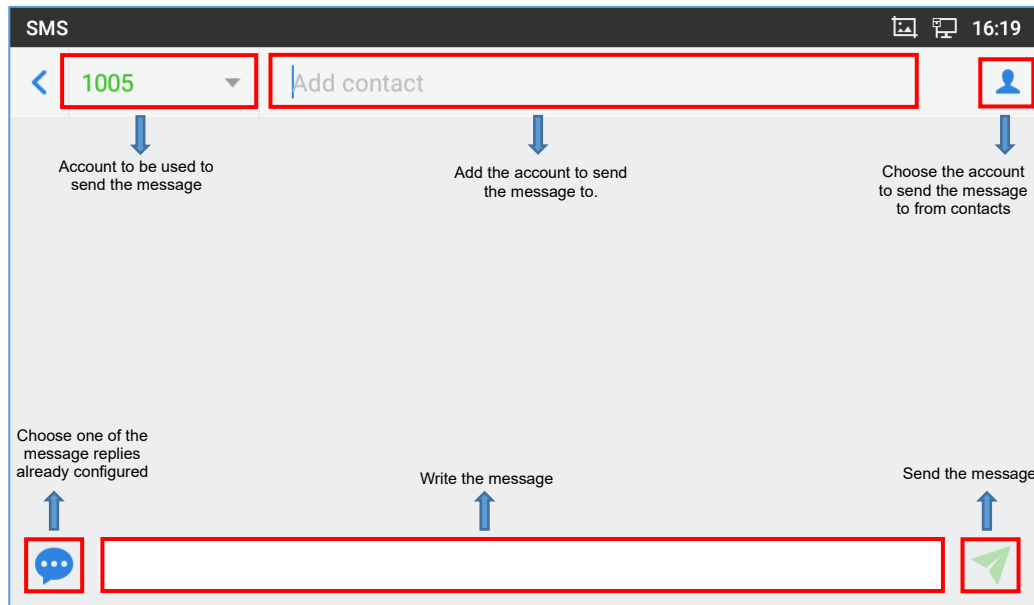 SMS
16:19
1005
Add contact
Account to be used to
send the message
Add the account to send
the message to.
Choose the account
to send the message
to from contacts
Choose one of the
message replies
already configured
Write the message
Send the message